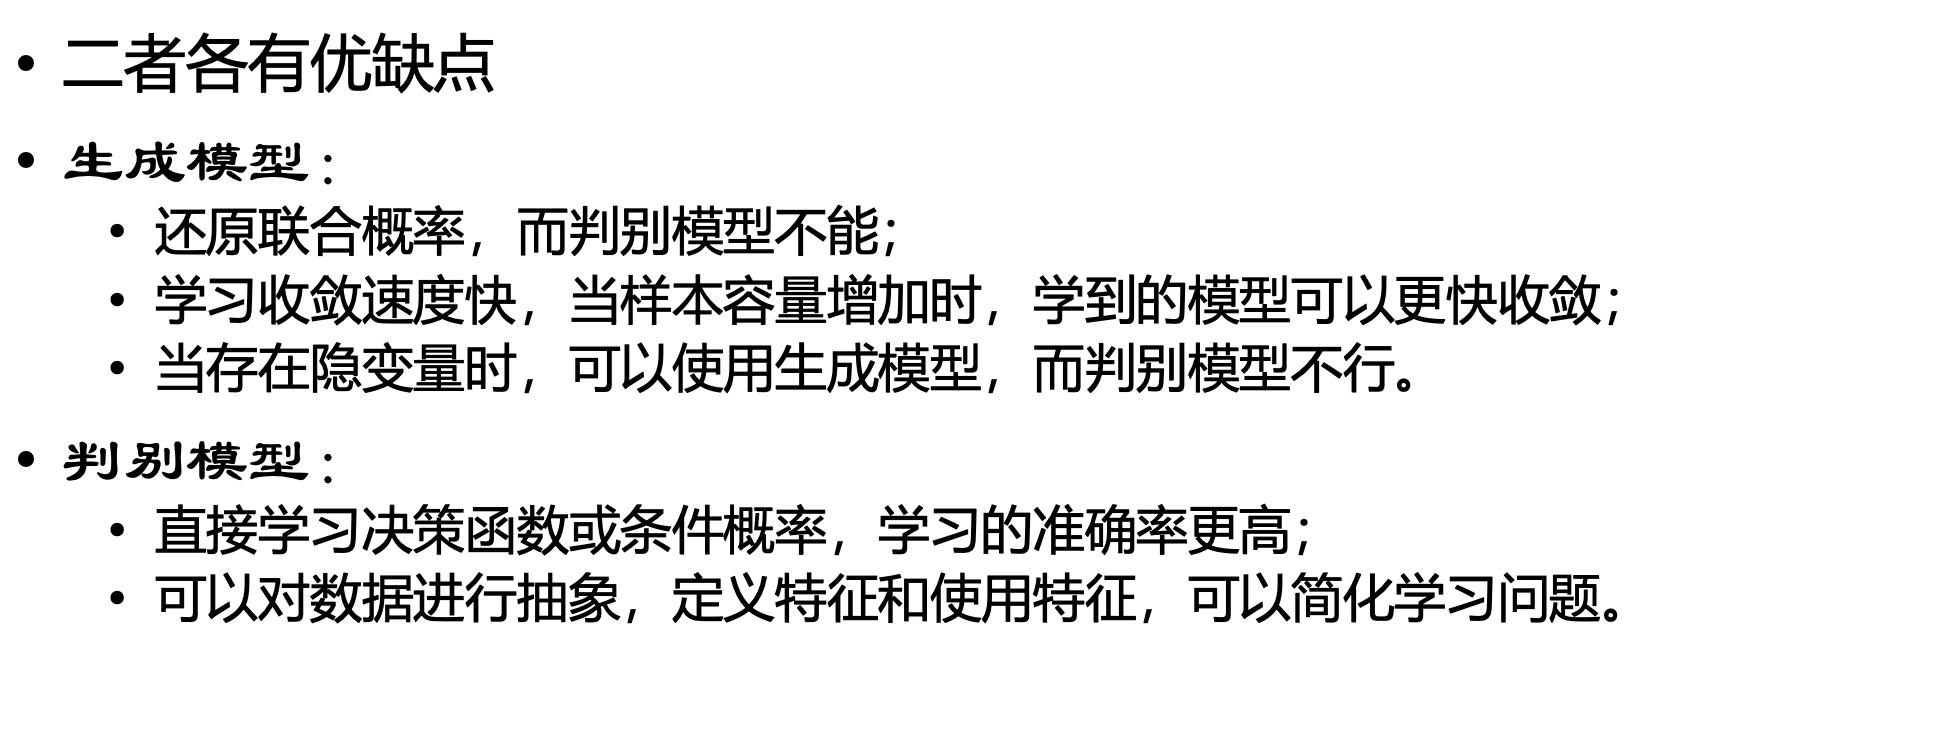 • 二者各有优缺点
• 生成模型：
• 还原联合概率，而判别模型不能；
• 学习收敛速度快，当样本容量增加时，学到的模型可以更快收敛；
• 当存在隐变量时，可以使用生成模型，而判别模型不行。
• 判别模型：
• 直接学习决策函数或条件概率，学习的准确率更高；
• 可以对数据进行抽象，定义特征和使用特征，可以简化学习问题。